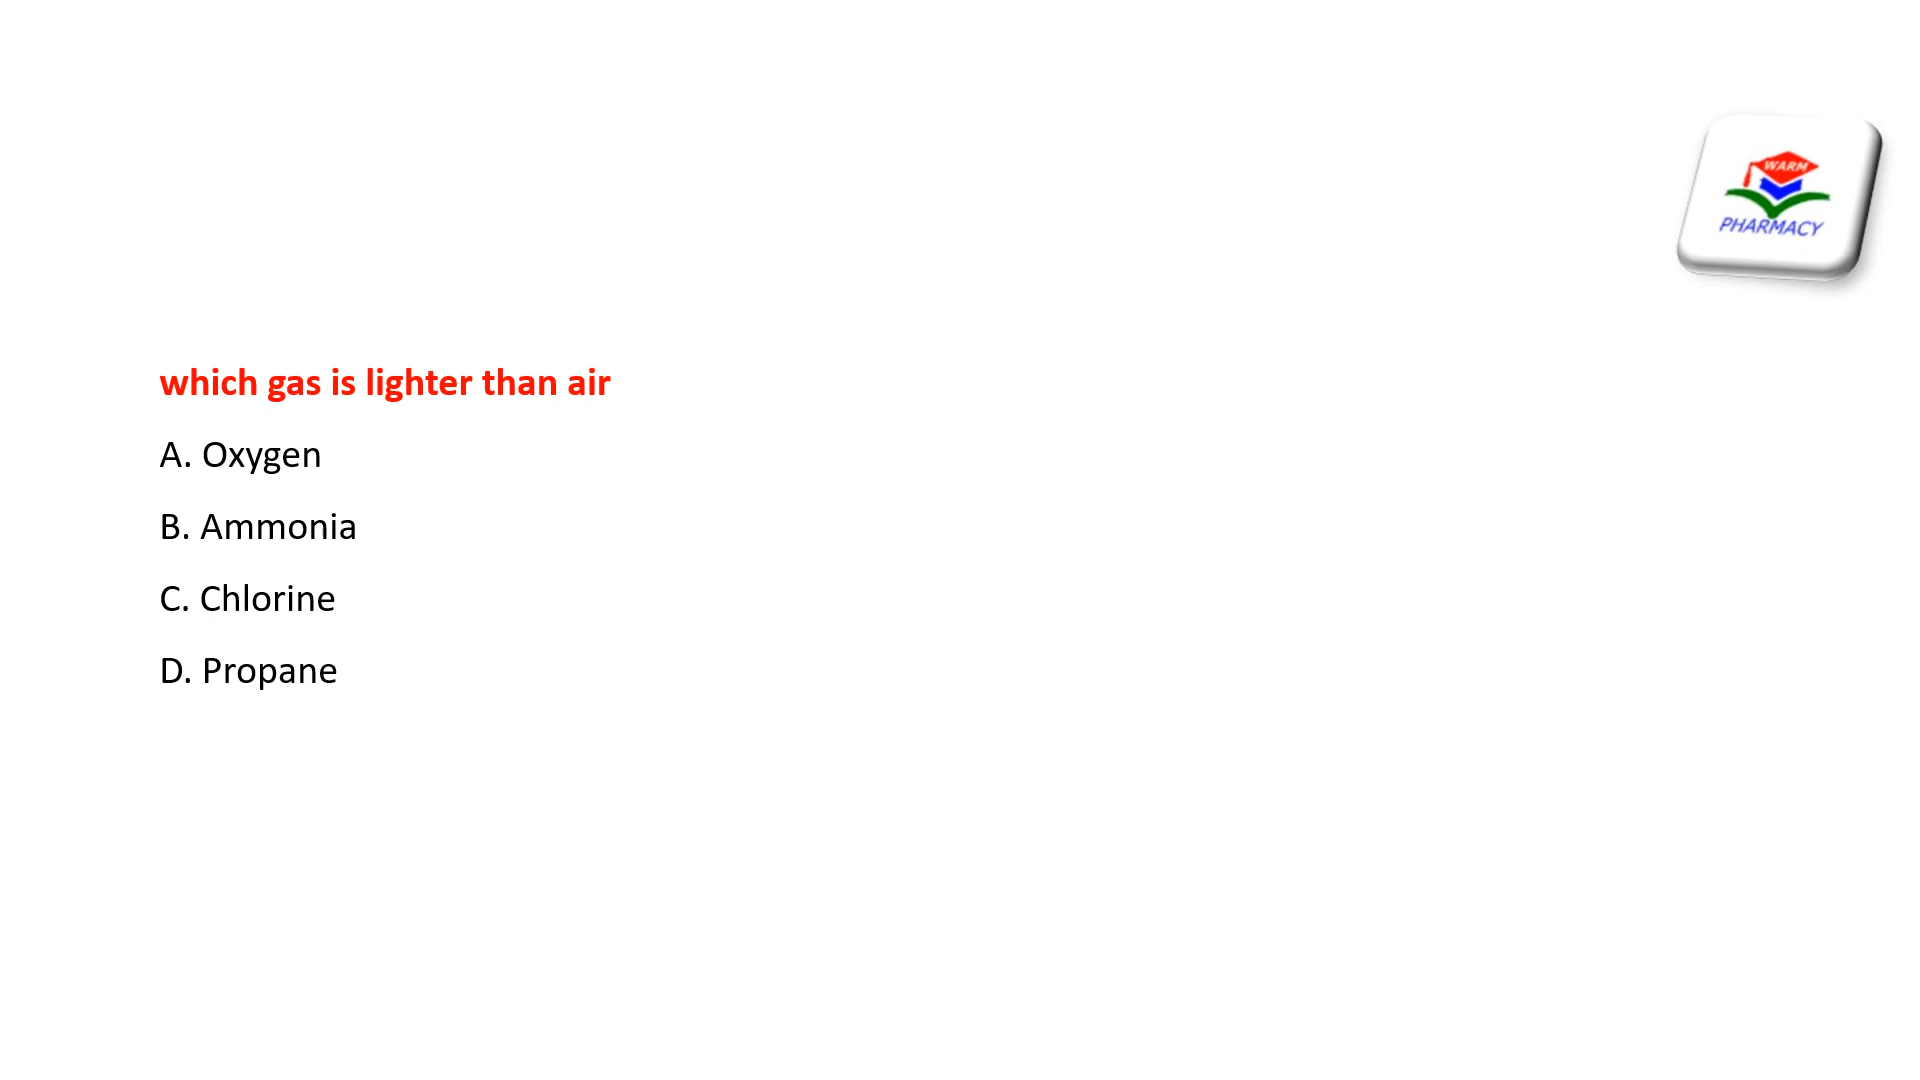 WARM
PHARMACY
which gas is lighter than air
A. Oxygen
B. Ammonia
C. Chlorine
D. Propane